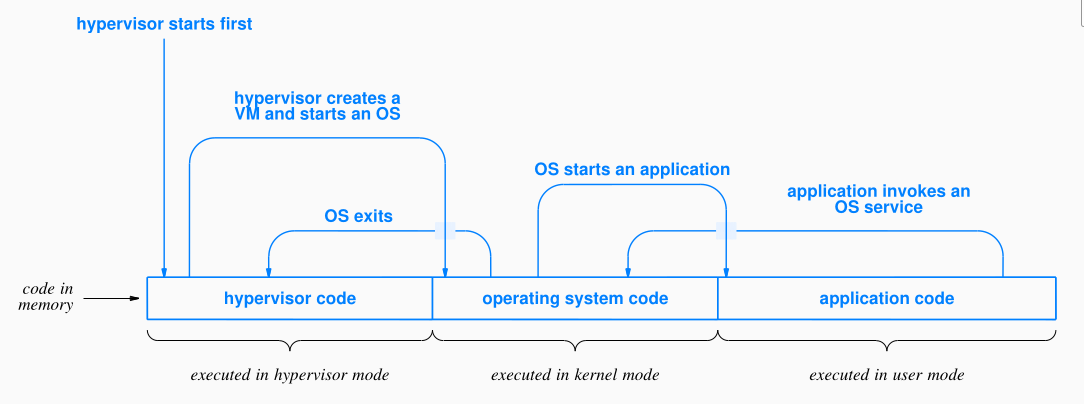 hypervisor starts first
hypervisor creates a
VM and starts an OS
OS starts an application
application invokes an
OS service
OS exits
code in
memory
hypervisor code
operating system code
application code
executed in hypervisor mode
executed in kernel mode
executed in user mode